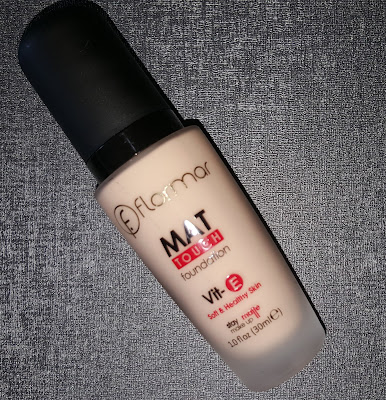 flormar
MAT
TOUCH
foundation
Vit-E
Soft & Healthy Skin
stay matte
make up
1.0 fl.oz (30ml℮)